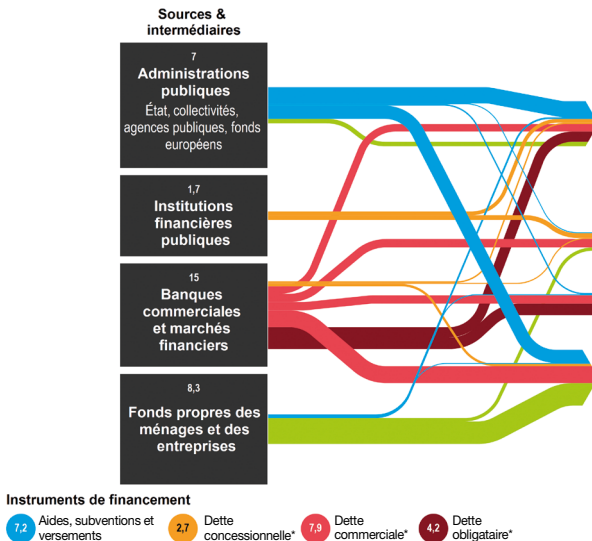 Sources &
intermédiaires
7
Administrations
publiques
État, collectivités,
agences publiques, fonds
européens
1,7
Institutions
financières
publiques
15
Banques
commerciales
et marchés
financiers
8,3
Fonds propres des
ménages et des
entreprises
Instruments de financement
7,2 Aides, subventions et
versements
2,7 Dette
concessionnelle*
7,9 Dette
commerciale*
4,2 Dette
obligataire*